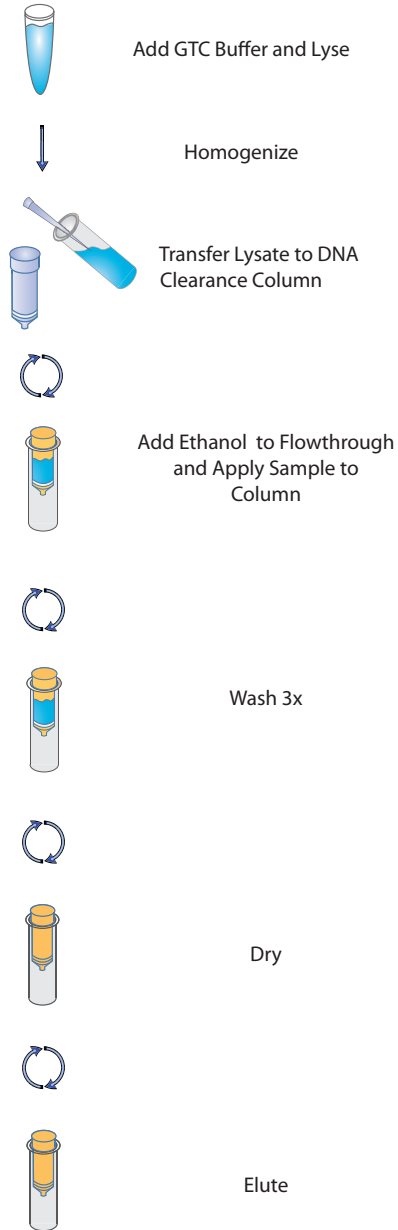 Add GTC Buffer and Lyse
Homogenize
Transfer Lysate to DNA
Clearance Column
Add Ethanol to Flowthrough
and Apply Sample to
Column
Wash 3x
Dry
Elute